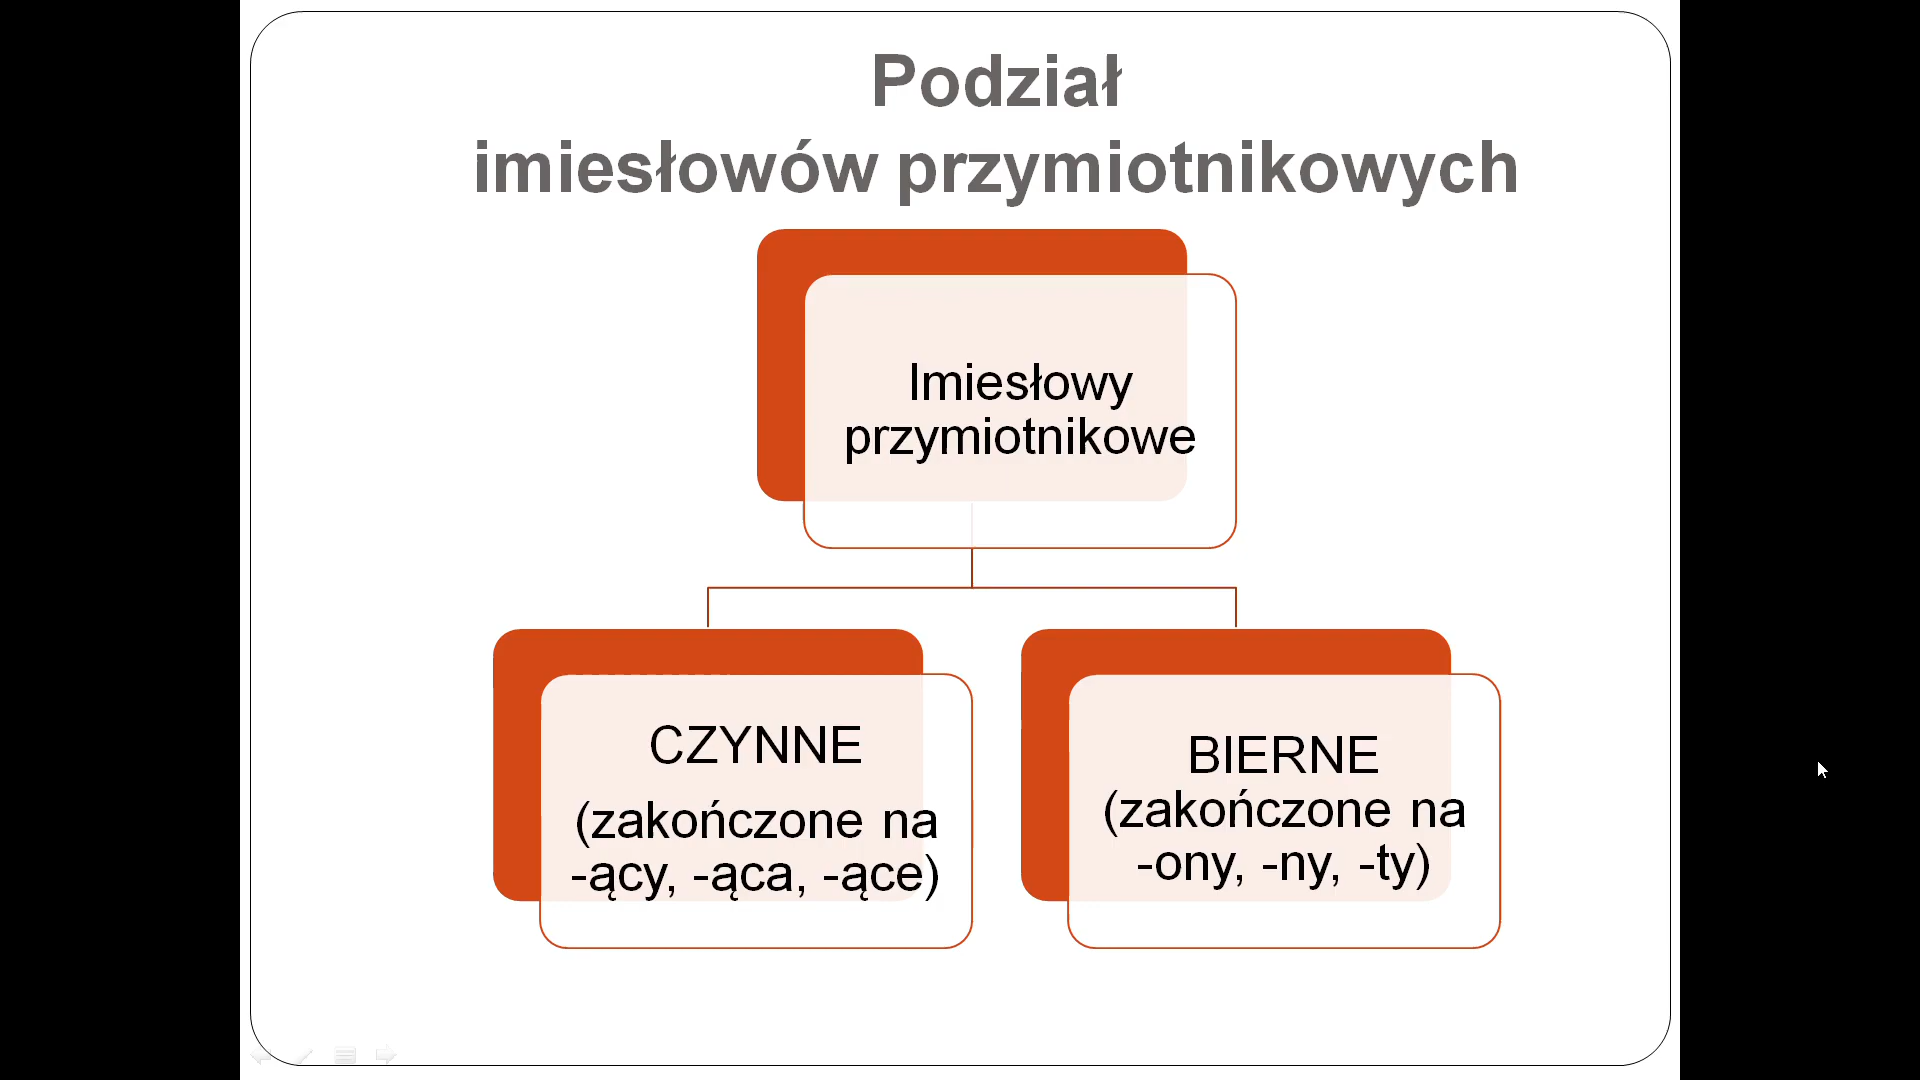 Podział
imiesłowów przymiotnikowych
Imiesłowy
przymiotnikowe
CZYNNE
(zakończone na
-ący, -ąca, -ące)
BIERNE
(zakończone na
-ony, -ny, -ty)